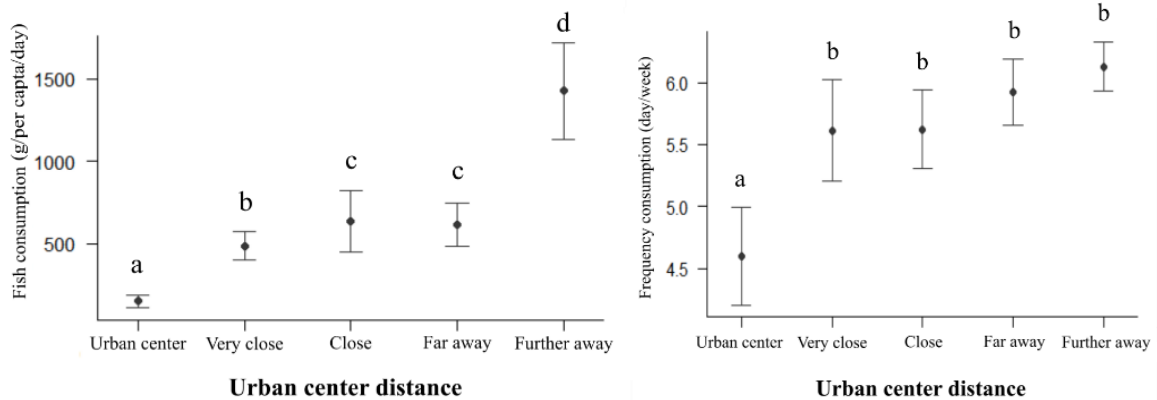 Fish consumption (g/per capta/day)
1500
1000
500
a
b
c
c
d
Urban center
Very close
Close
Far away
Further away
Urban center distance
Frequency consumption (day/week)
6.0
5.5
5.0
4.5
a
b
b
b
b
Urban center
Very close
Close
Far away
Further away
Urban center distance